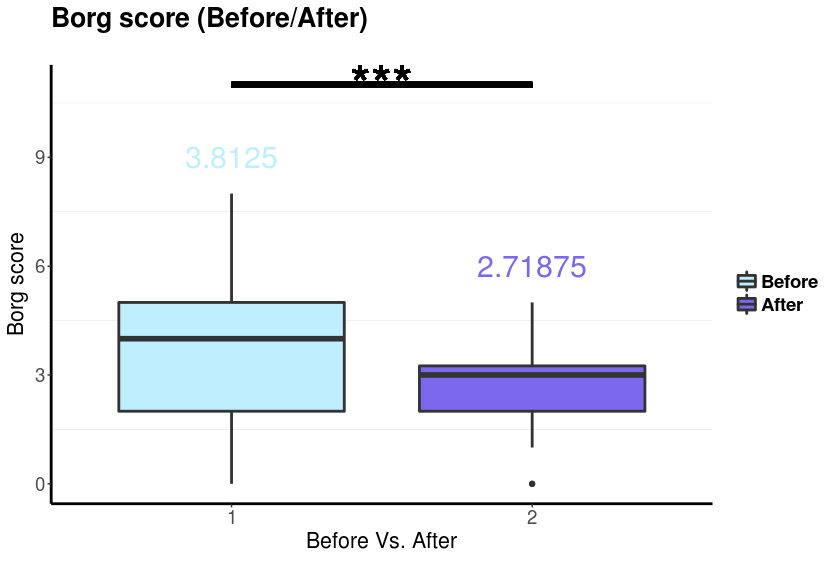 Borg score (Before/After)
***
3.8125
2.71875
9
6
3
0
Borg score
1
2
Before Vs. After
Before
After